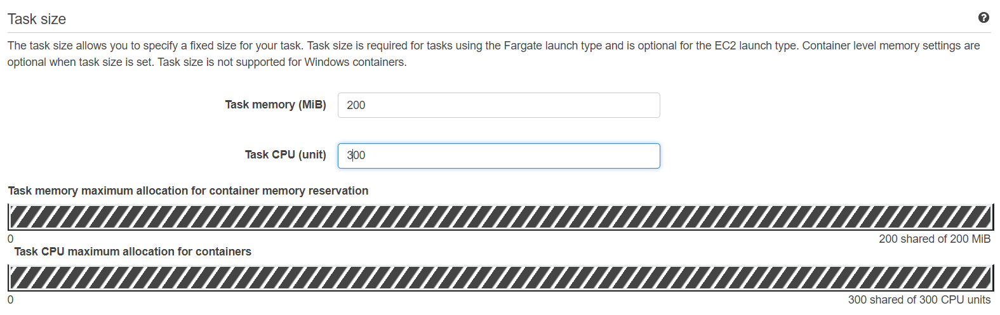 Task size
The task size allows you to specify a fixed size for your task. Task size is required for tasks using the Fargate launch type and is optional for the EC2 launch type. Container level memory settings are
optional when task size is set. Task size is not supported for Windows containers.
Task memory (MiB) 200
Task CPU (unit) 300
Task memory maximum allocation for container memory reservation
0 200 shared of 200 MiB
Task CPU maximum allocation for containers
0 300 shared of 300 CPU units